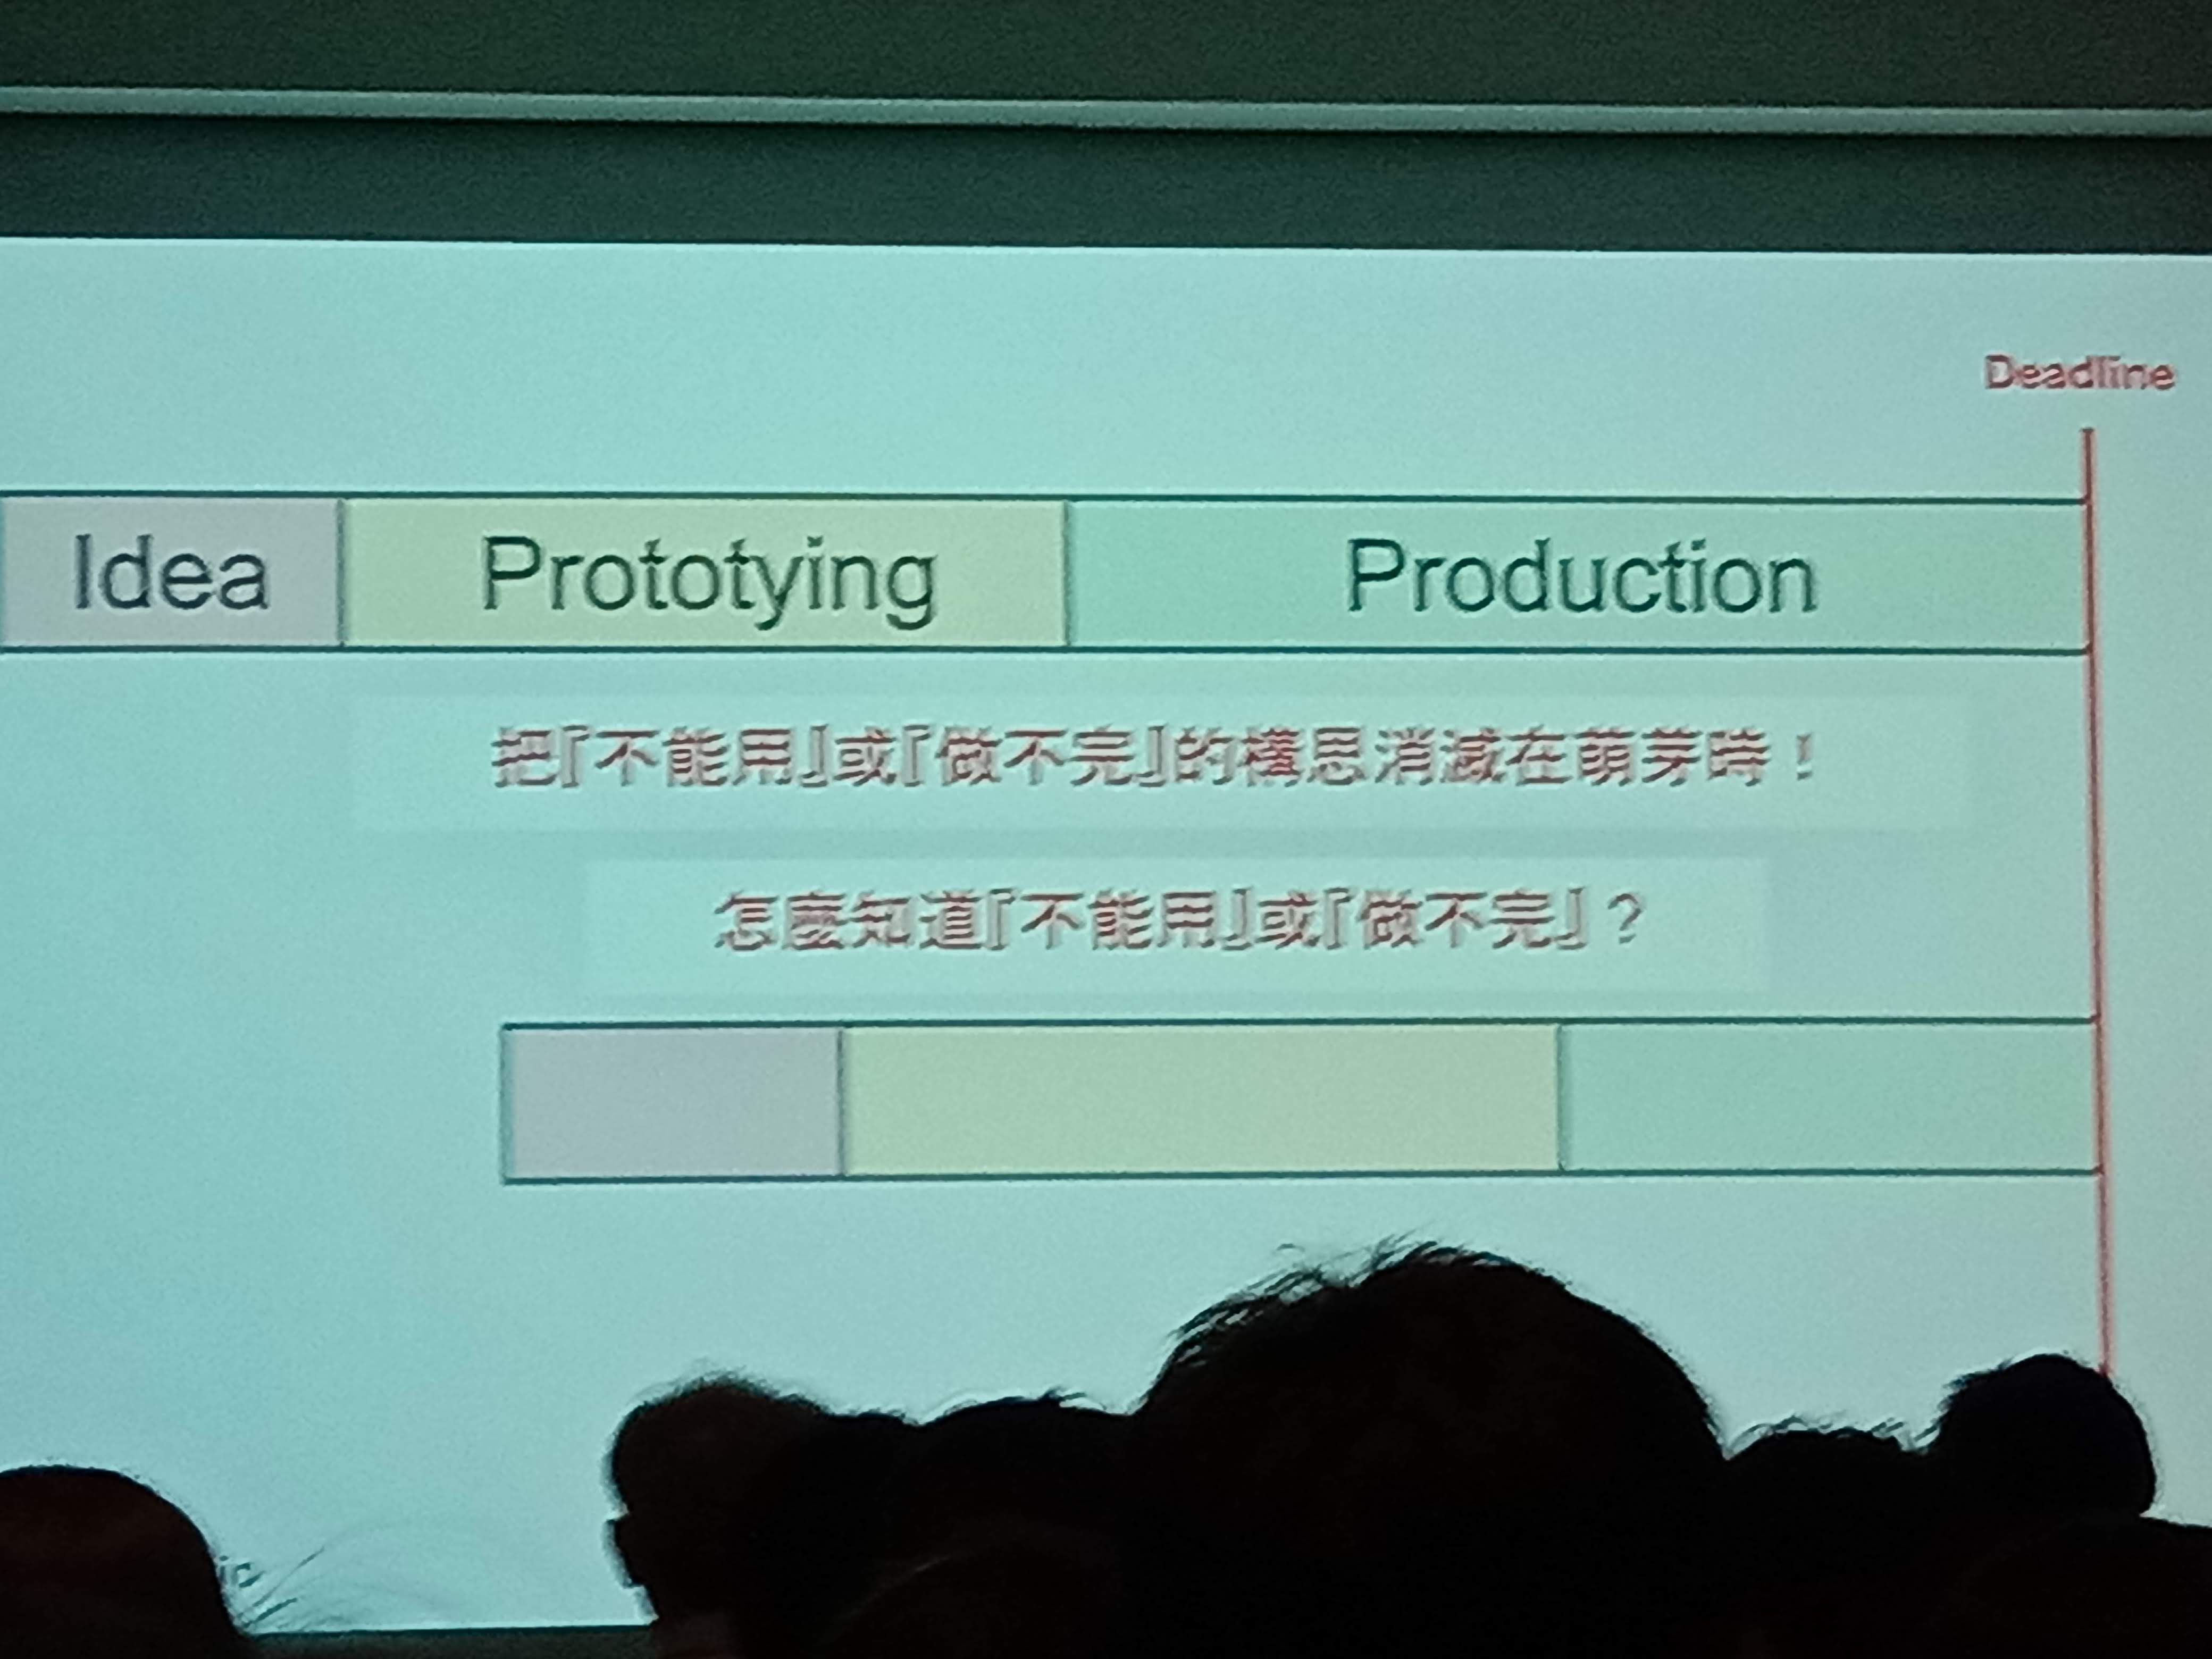 Deadline
Idea Prototying Production
把『不能用』或『做不完』的構思消滅在萌芽時！
怎麼知道『不能用』或『做不完』？